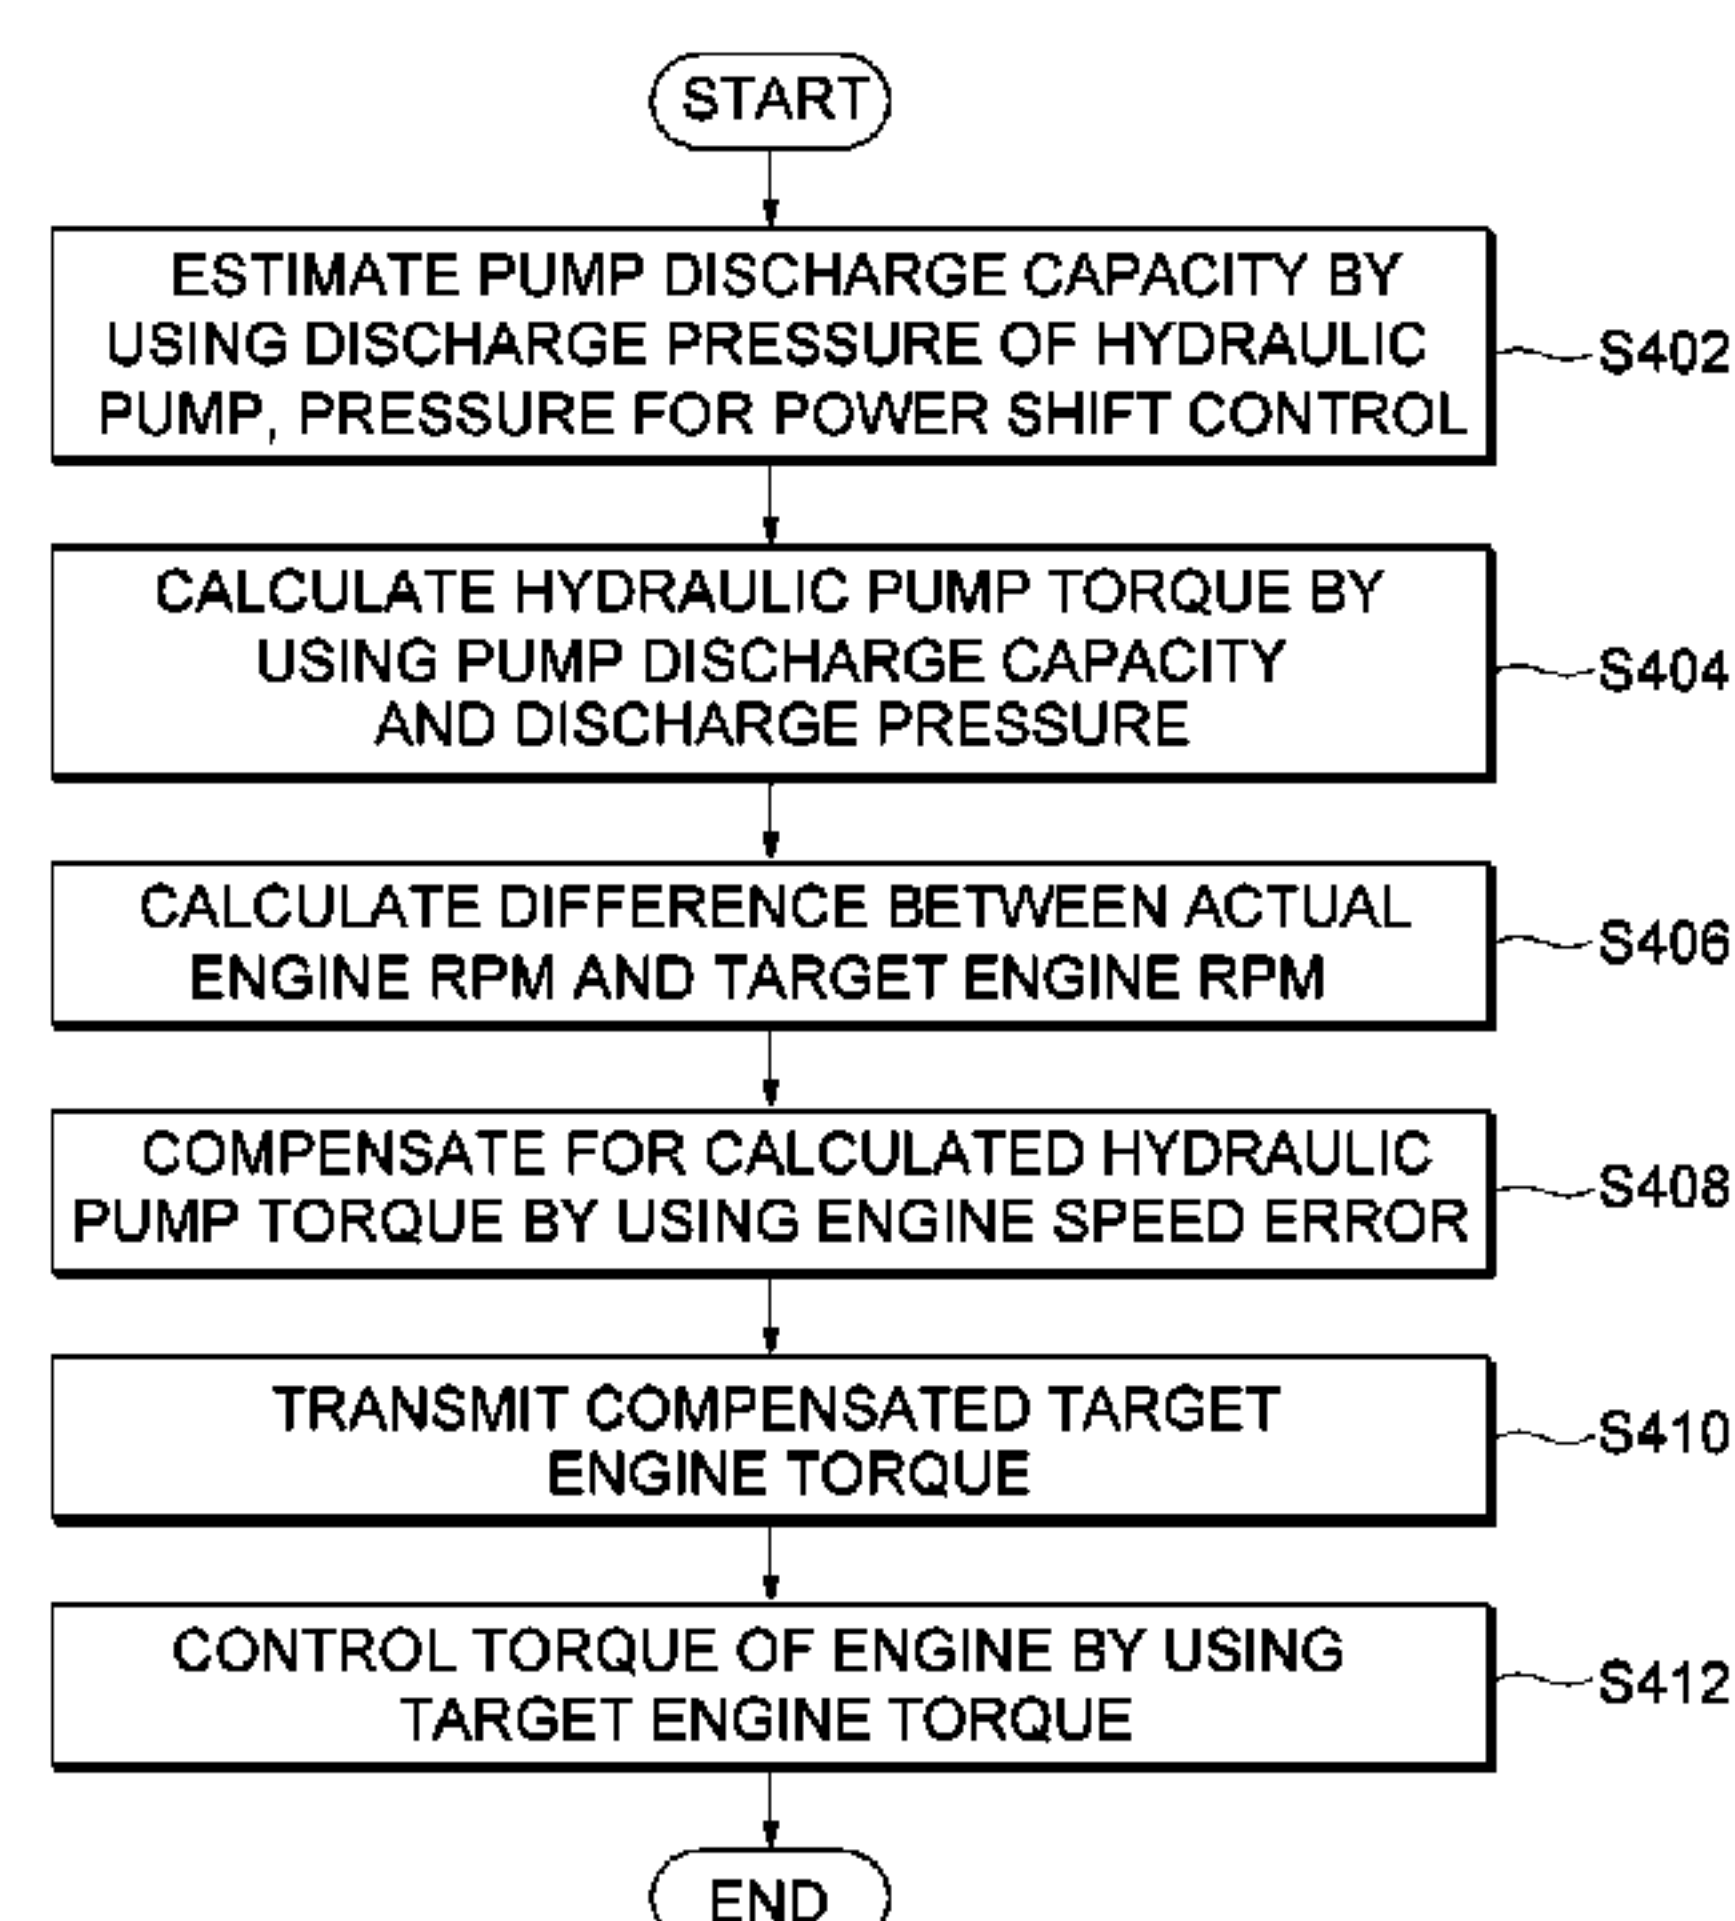 START
ESTIMATE PUMP DISCHARGE CAPACITY BY
USING DISCHARGE PRESSURE OF HYDRAULIC
PUMP, PRESSURE FOR POWER SHIFT CONTROL
S402
CALCULATE HYDRAULIC PUMP TORQUE BY
USING PUMP DISCHARGE CAPACITY
AND DISCHARGE PRESSURE
S404
CALCULATE DIFFERENCE BETWEEN ACTUAL
ENGINE RPM AND TARGET ENGINE RPM
S406
COMPENSATE FOR CALCULATED HYDRAULIC
PUMP TORQUE BY USING ENGINE SPEED ERROR
S408
TRANSMIT COMPENSATED TARGET
ENGINE TORQUE
S410
CONTROL TORQUE OF ENGINE BY USING
TARGET ENGINE TORQUE
S412
END